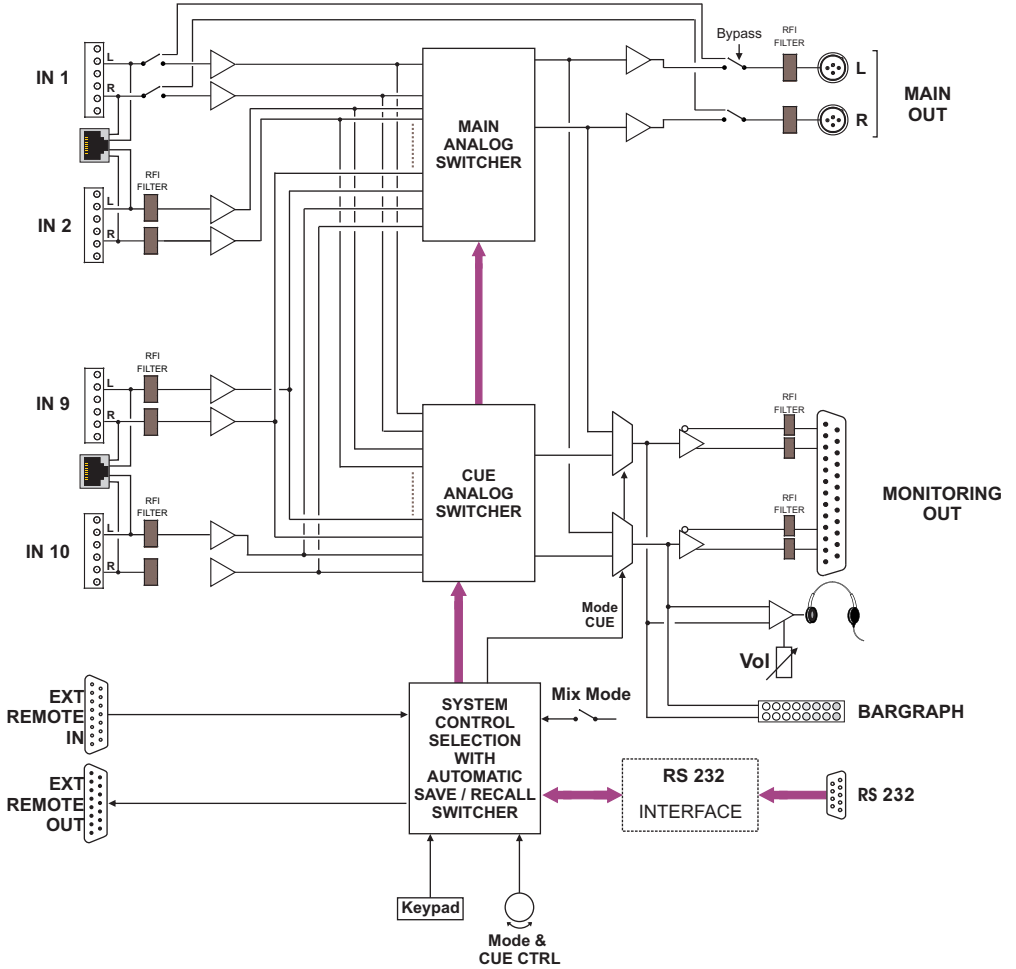 Bypass
RFI
FILTER
L
IN 1
R
L
R
MAIN
OUT
MAIN
ANALOG
SWITCHER
RFI
FILTER
L
IN 2
R
RFI
FILTER
L
IN 9
R
RFI
FILTER
CUE
ANALOG
SWITCHER
MONITORING
OUT
RFI
FILTER
L
IN 10
R
RFI
FILTER
Mode
CUE
Vol
EXT
REMOTE
IN
SYSTEM
CONTROL
SELECTION
WITH
AUTOMATIC
SAVE / RECALL
SWITCHER
Mix Mode
BARGRAPH
EXT
REMOTE
OUT
RS 232
INTERFACE
RS 232
Keypad
Mode &
CUE CTRL